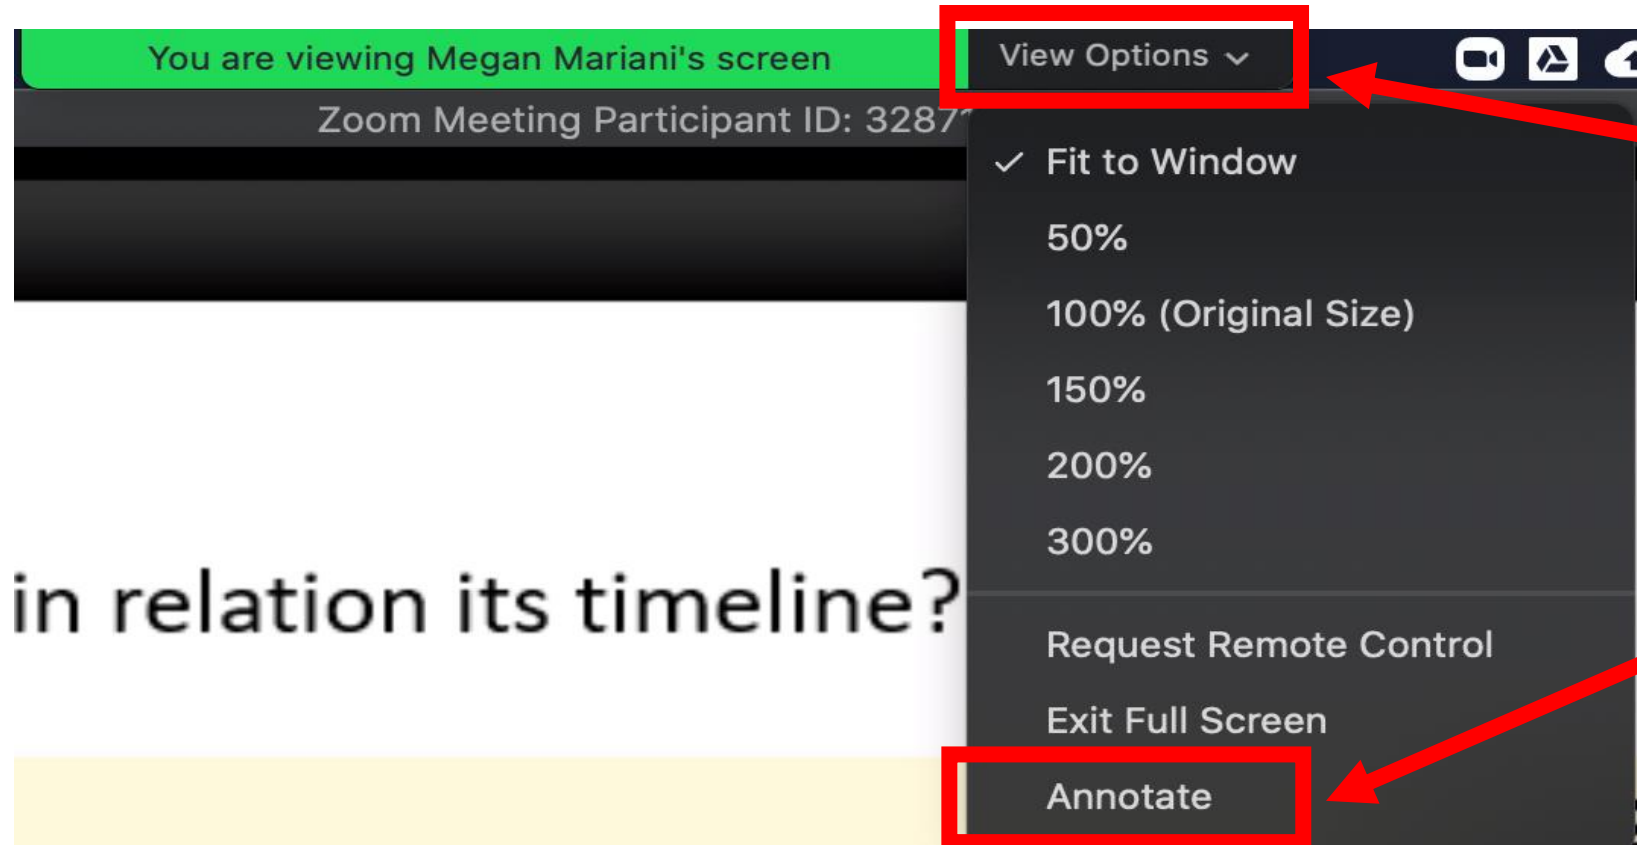 You are viewing Megan Mariani's screen
View Options
Zoom Meeting Participant ID: 3287
Fit to Window
50%
100% (Original Size)
150%
200%
300%
in relation its timeline?
Request Remote Control
Exit Full Screen
Annotate